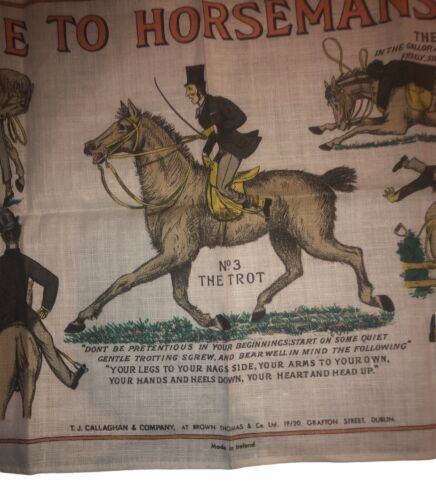 E TO HORSEMANS
THE
IN THE GALLOP
Nº 3
THE TROT
"DONT BE PRETENTIOUS IN YOUR BEGINNINGS: START ON SOME QUIET
GENTLE TROTTING SCREW, AND BEAR WELL IN MIND THE FOLLOWING"
"YOUR LEGS TO YOUR NAGS SIDE, YOUR ARMS TO YOUR OWN,
YOUR HANDS AND HEELS DOWN, YOUR HEART AND HEAD UP."
T. J. CALLAGHAN & COMPANY, AT BROWN THOMAS & Co. Ltd. 19/20, GRAFTON STREET, DUBLIN.
Made in Ireland